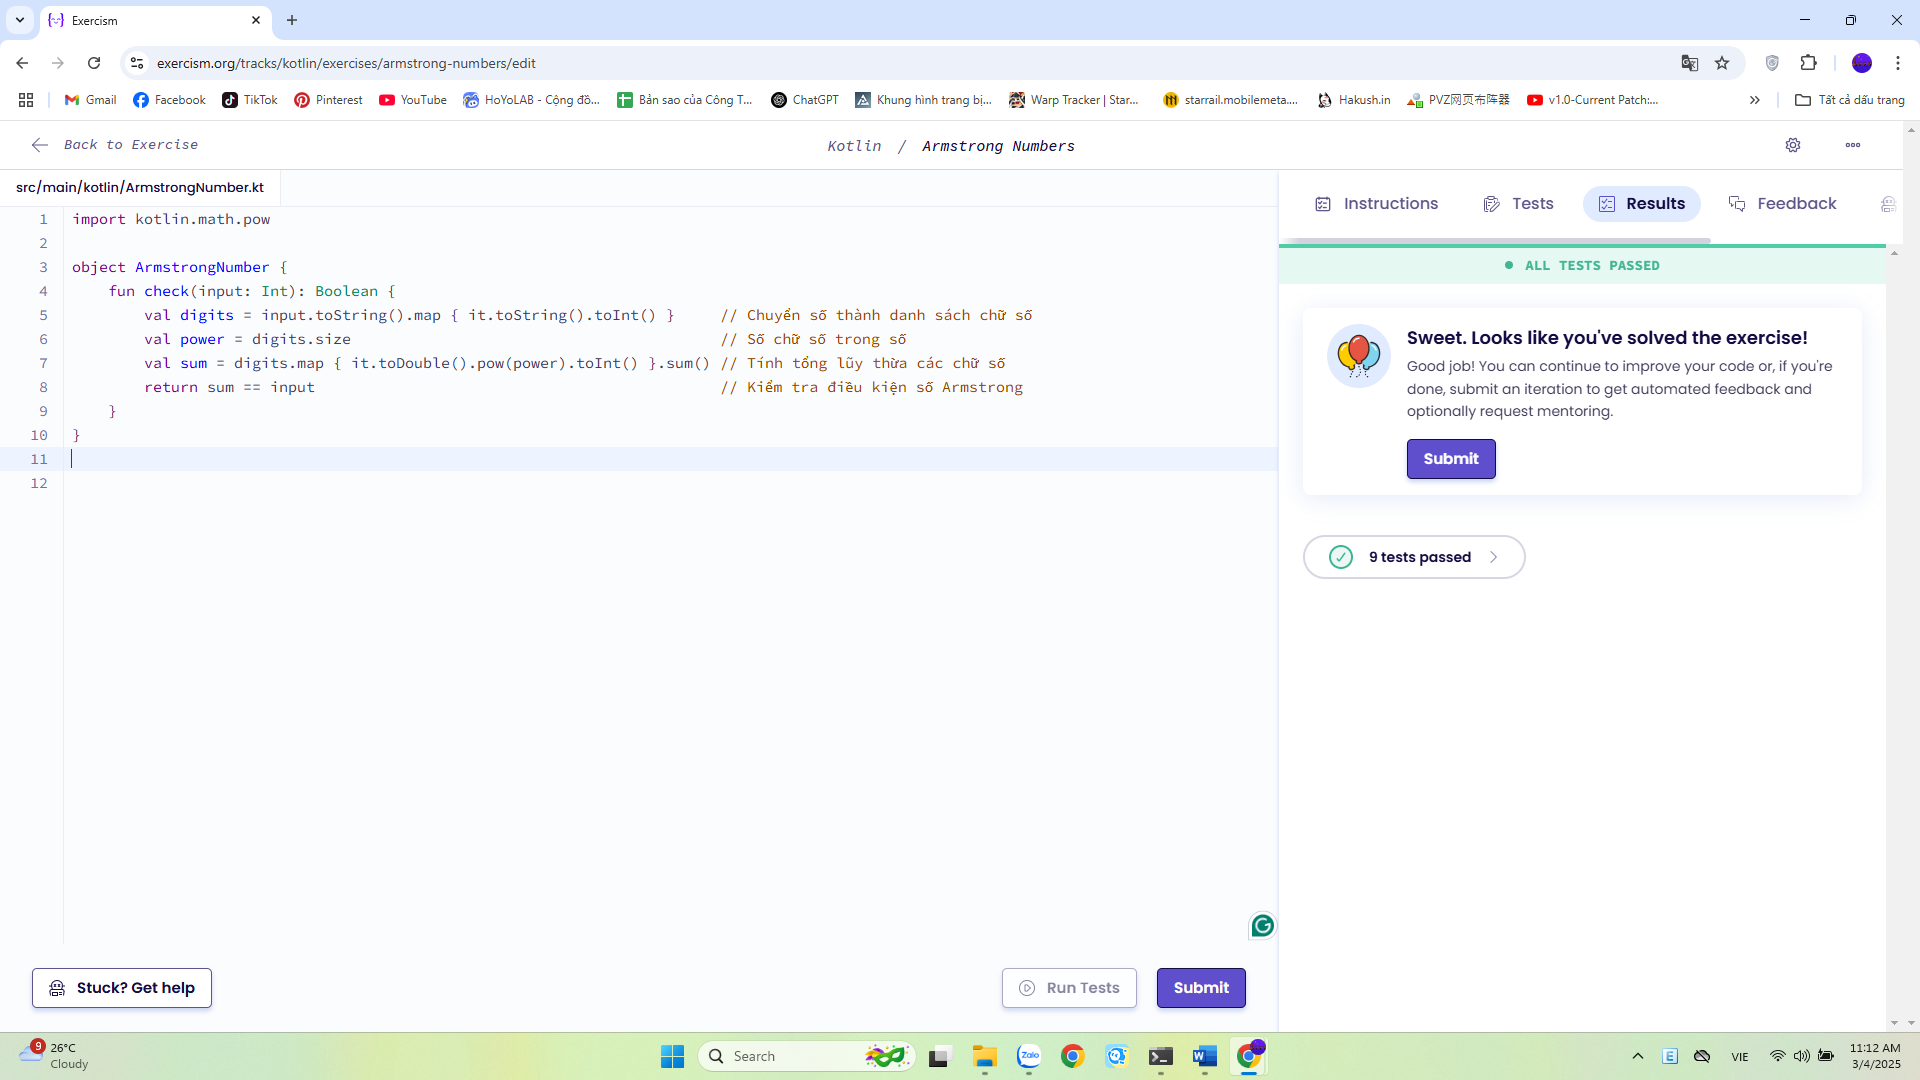 Exercism
exercism.org/tracks/kotlin/exercises/armstrong-numbers/edit
Gmail
Facebook
TikTok
Pinterest
YouTube
HoYoLAB - Cộng đồ...
Bản sao của Công T...
ChatGPT
Khung hình trang bị...
Warp Tracker | Star...
starrail.mobilemeta....
Hakush.in
PVZ网页布阵器
v1.0-Current Patch:...
Tất cả dấu trang
Back to Exercise
Kotlin / Armstrong Numbers
src/main/kotlin/ArmstrongNumber.kt
1 import kotlin.math.pow
2
3 object ArmstrongNumber {
4 fun check(input: Int): Boolean {
5 val digits = input.toString().map { it.toString().toInt() } // Chuyển số thành danh sách chữ số
6 val power = digits.size // Số chữ số trong số
7 val sum = digits.map { it.toDouble().pow(power).toInt() }.sum() // Tính tổng lũy thừa các chữ số
8 return sum == input // Kiểm tra điều kiện số Armstrong
9 }
10 }
11
12
Stuck? Get help
Run Tests
Submit
Instructions
Tests
Results
Feedback
ALL TESTS PASSED
Sweet. Looks like you've solved the exercise!
Good job! You can continue to improve your code or, if you're
done, submit an iteration to get automated feedback and
optionally request mentoring.
Submit
9 tests passed
9
26°C
Cloudy
Search
Zalo
VIE
11:12 AM
3/4/2025